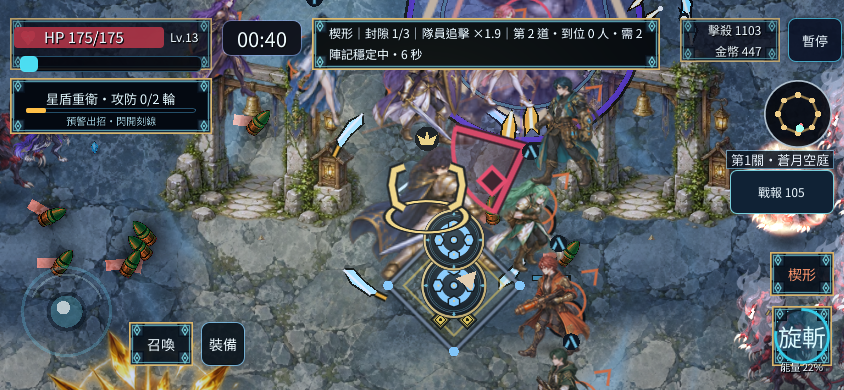 HP 175/175
Lv.13
00:40
楔形｜封隙 1/3｜隊員追擊 ×1.9｜第 2 道・到位 0 人・需 2
陣記穩定中・6 秒
擊殺 1103
金幣 447
暫停
星盾重衛・攻防 0/2 輪
預警出招・閃開刻線
第1關・蒼月空庭
戰報 105
楔形
旋斬
能量 22%
召喚
裝備